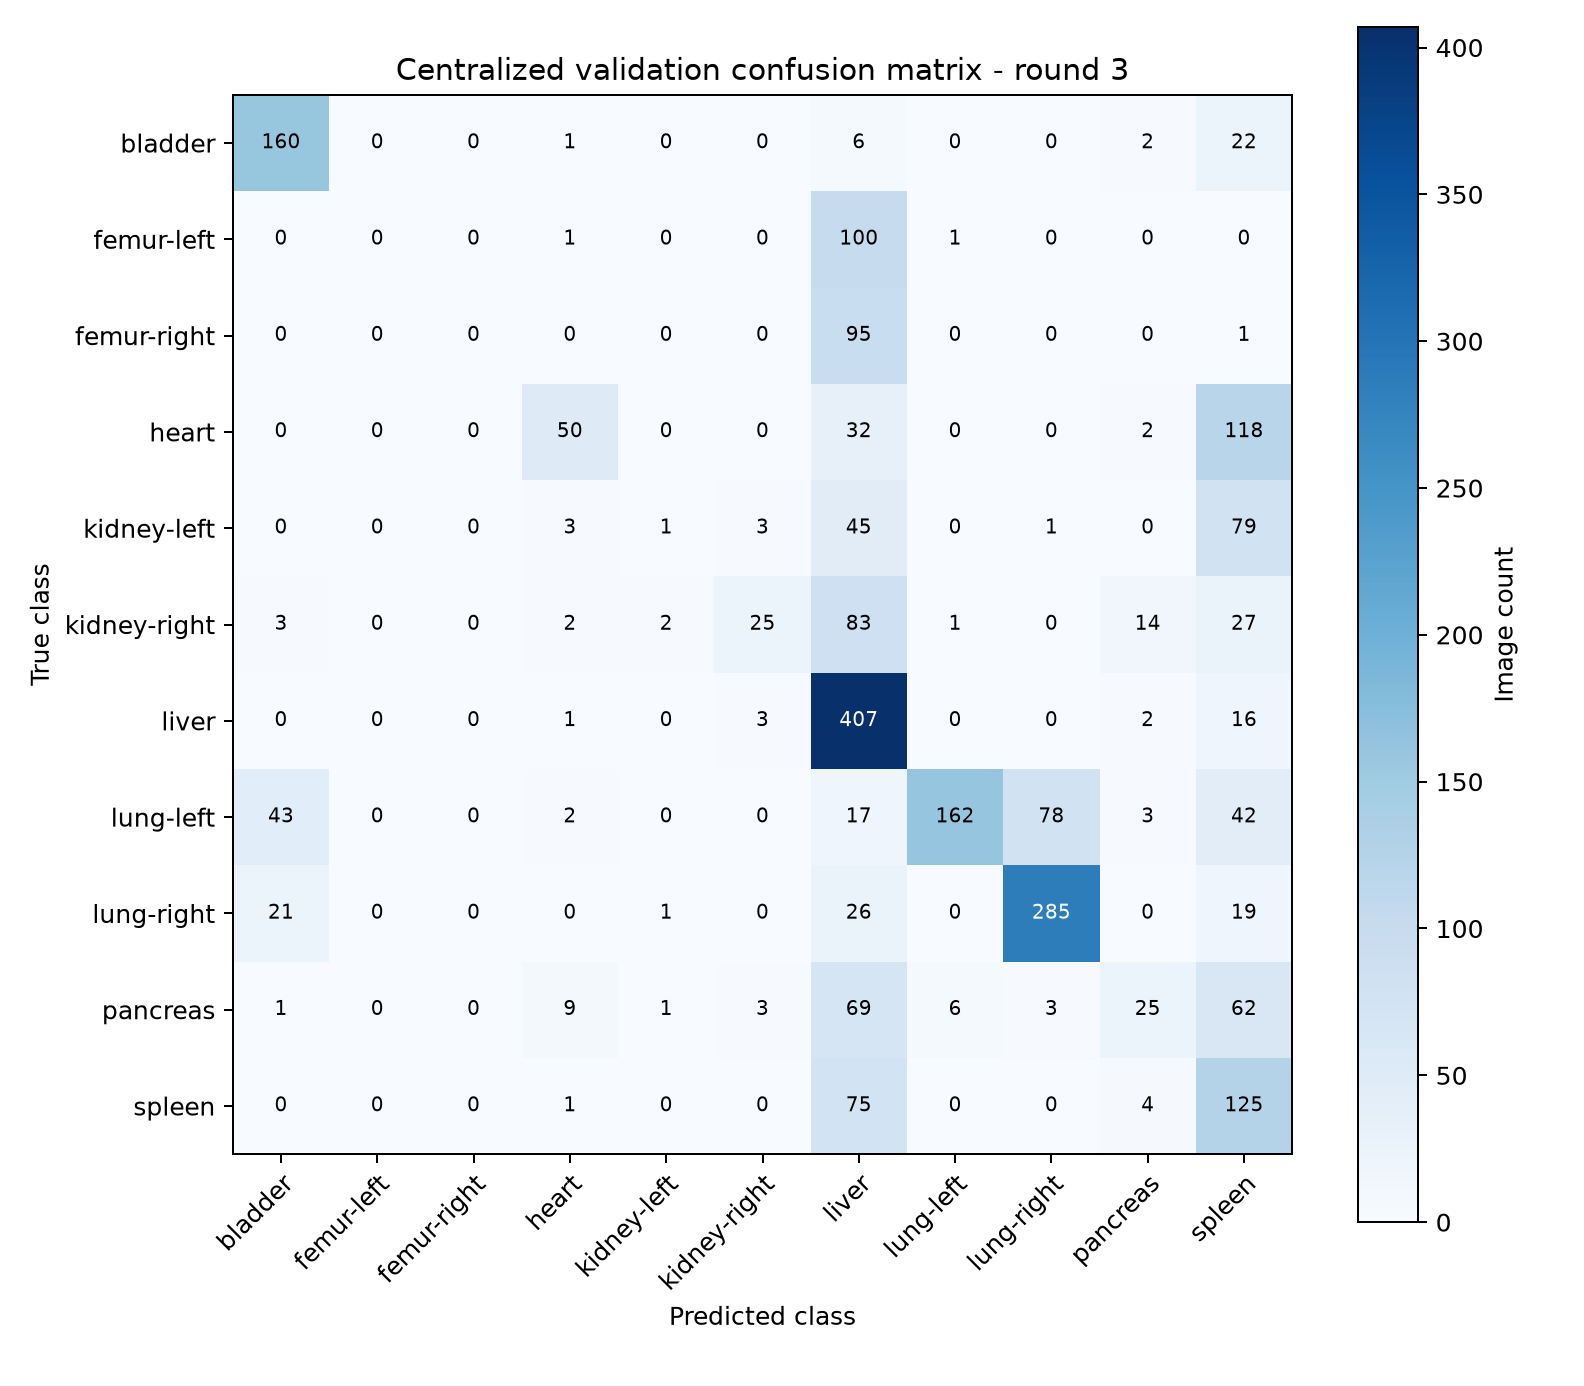 Centralized validation confusion matrix - round 3
bladder 160 0 0 1 0 0 6 0 0 2 22
femur-left 0 0 0 1 0 0 100 1 0 0 0
femur-right 0 0 0 0 0 0 95 0 0 0 1
heart 0 0 0 50 0 0 32 0 0 2 118
kidney-left 0 0 0 3 1 3 45 0 1 0 79
kidney-right 3 0 0 2 2 25 83 1 0 14 27
liver 0 0 0 1 0 3 407 0 0 2 16
lung-left 43 0 0 2 0 0 17 162 78 3 42
lung-right 21 0 0 0 1 0 26 0 285 0 19
pancreas 1 0 0 9 1 3 69 6 3 25 62
spleen 0 0 0 1 0 0 75 0 0 4 125
bladder femur-left femur-right heart kidney-left kidney-right liver lung-left lung-right pancreas spleen
Predicted class
True class
400
350
300
250
200
150
100
50
0
Image count